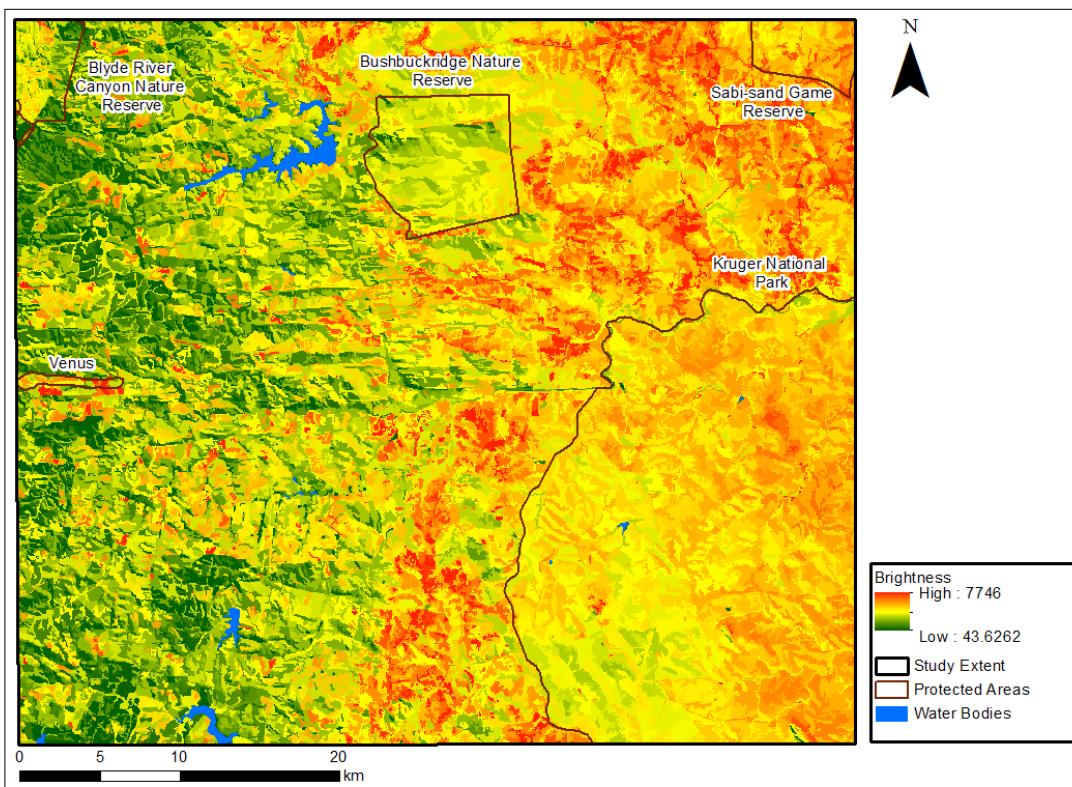 N
Blyde River
Canyon Nature
Reserve
Bushbuckridge Nature
Reserve
Sabi-sand Game
Reserve
Kruger National
Park
Venus
Brightness
High : 7746
Low : 43.6262
Study Extent
Protected Areas
Water Bodies
0 5 10 20
km